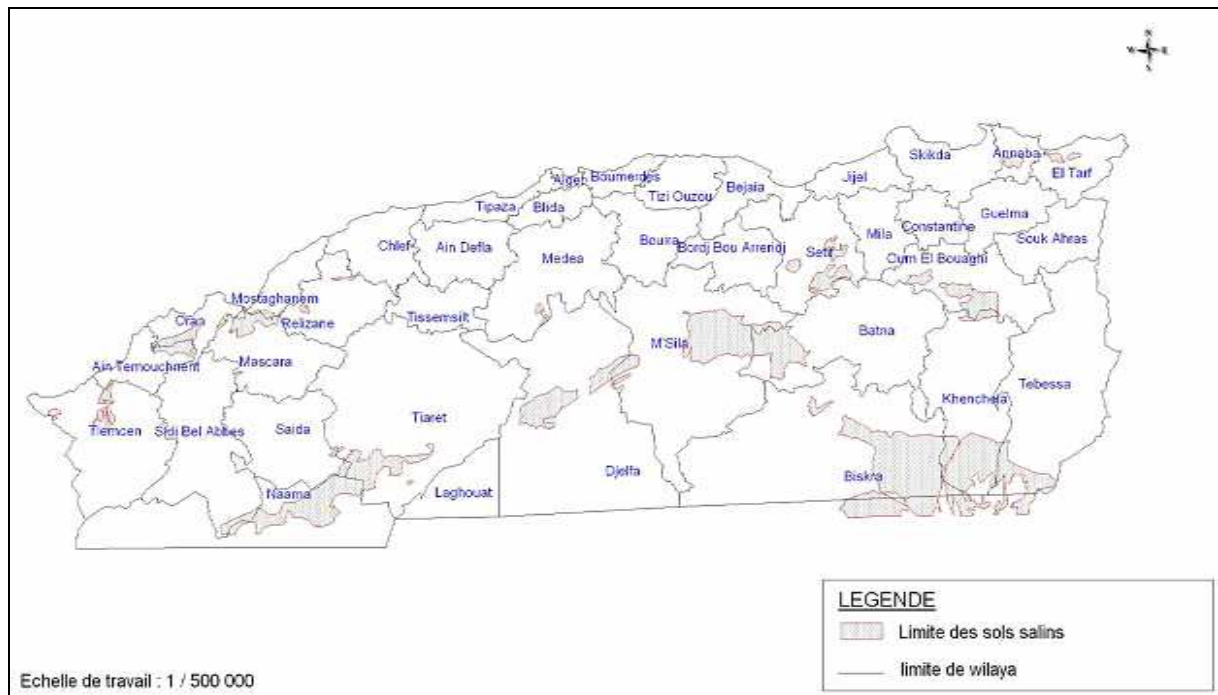 N
W E
S
Skikda
Annaba
El Tarf
Jijel
Boumerdes
Alger
Tizi Ouzou
Bejaia
Tipaza
Blida
Guelma
Constantine
Mila
Souk Ahras
Chlef
Ain Defla
Bouira
Bordj Bou Arreridj
Setif
Medea
Oum El Bouaghi
Mostaghanem
Oran
Relizane
Tissemsilt
M'Sila
Batna
Ain Temouchnent
Mascara
Tebessa
Khenchela
Tlemcen
Sidi Bel Abbes
Saida
Tiaret
Djelfa
Biskra
Naama
Laghouat
LEGENDE
Limite des sols salins
limite de wilaya
Echelle de travail : 1 / 500 000